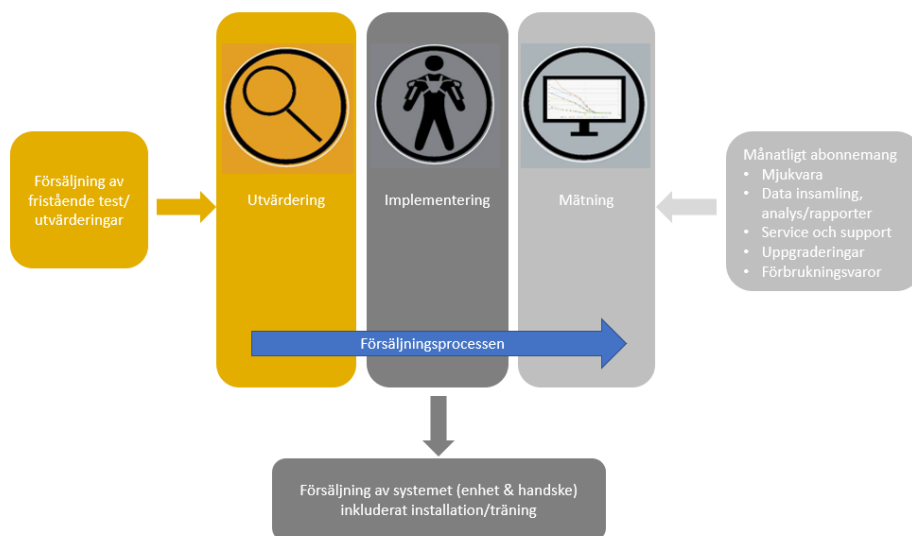 Försäljning av
fristående test/
utvärderingar
Utvärdering
Implementering
Mätning
Månatligt abonnemang
• Mjukvara
• Data insamling,
analys/rapporter
• Service och support
• Uppgraderingar
• Förbrukningsvaror
Försäljningsprocessen
Försäljning av systemet (enhet & handske)
inkluderat installation/träning